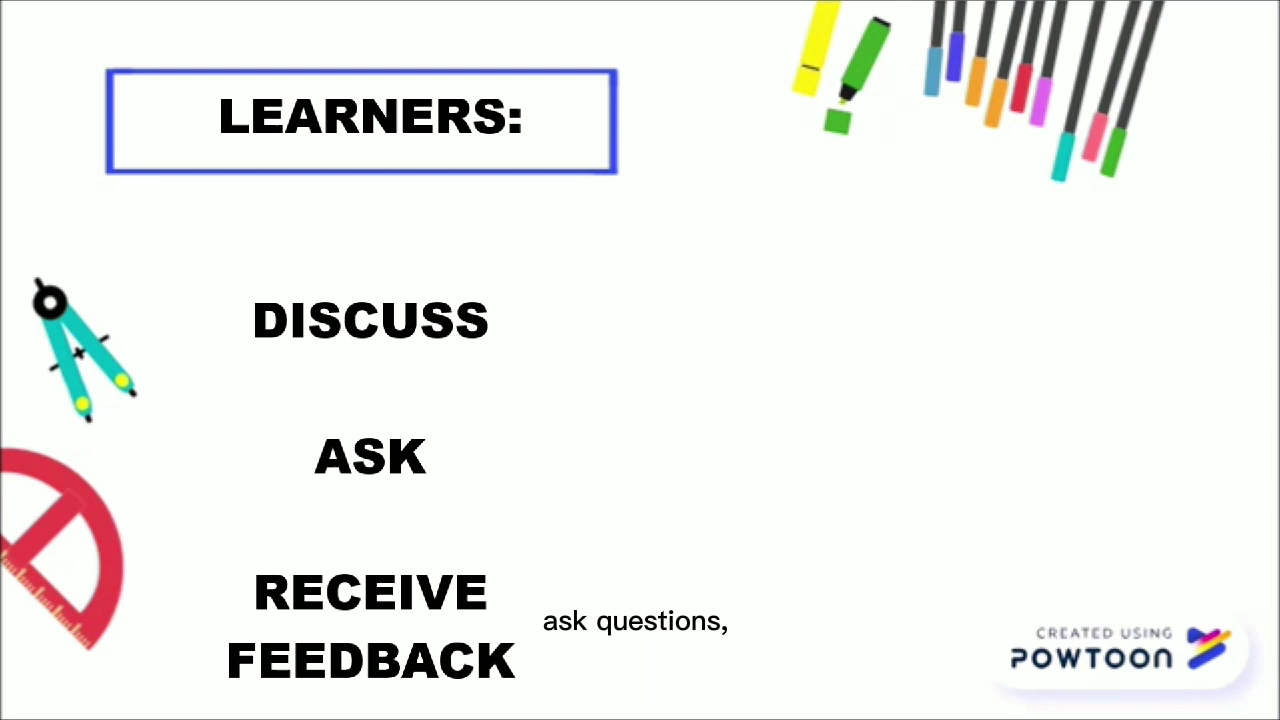 LEARNERS:
DISCUSS
ASK
RECEIVE
FEEDBACK
ask questions,
CREATED USING
POWTOON